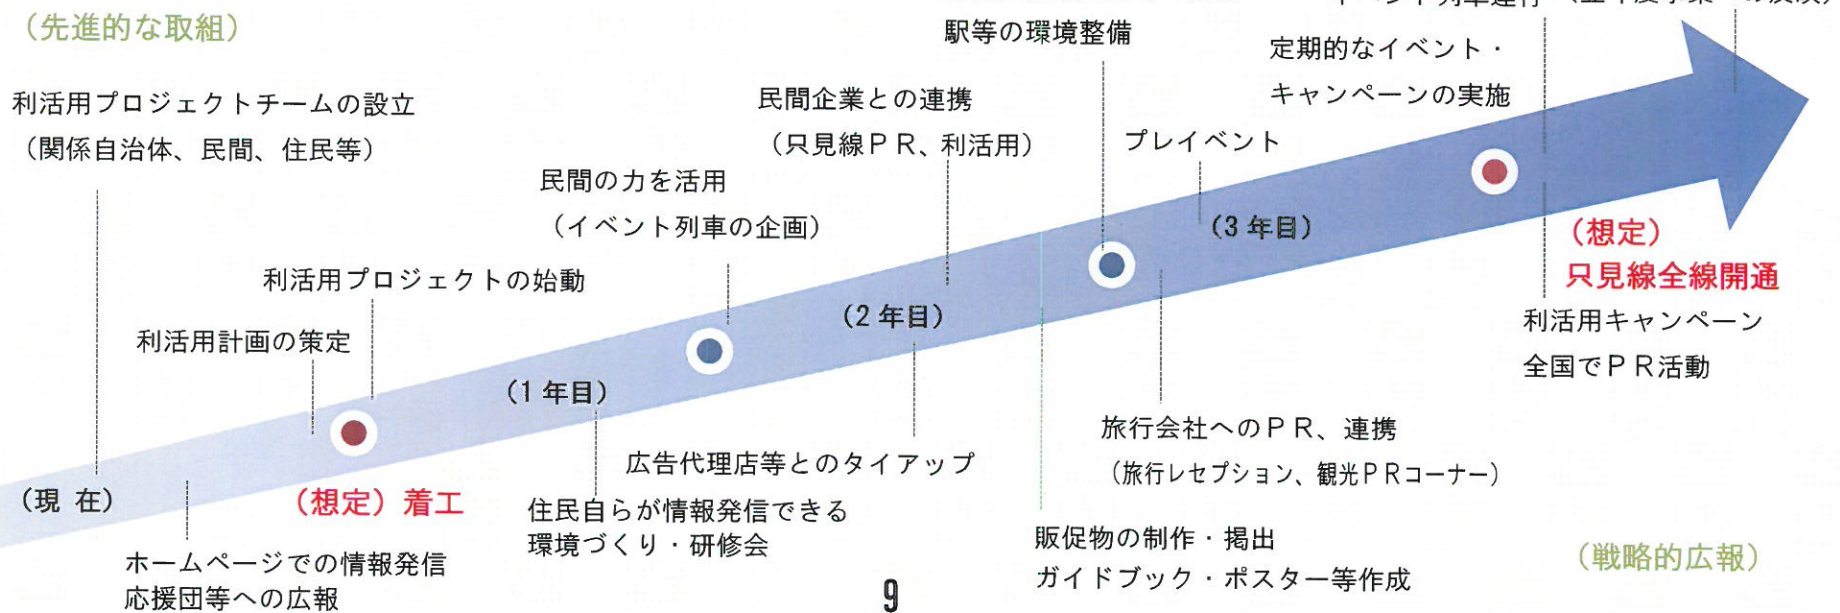 (先進的な取組)
駅等の環境整備
定期的なイベント・
キャンペーンの実施
利活用プロジェクトチームの設立
(関係自治体、民間、住民等)
民間企業との連携
(只見線PR、利活用)
プレイベント
民間の力を活用
(イベント列車の企画)
(3年目)
(想定)
只見線全線開通
利活用プロジェクトの始動
(2年目)
利活用キャンペーン
全国でPR活動
利活用計画の策定
(1年目)
旅行会社へのPR、連携
(旅行レセプション、観光PRコーナー)
広告代理店等とのタイアップ
(現 在)
(想定)着工
住民自らが情報発信できる
環境づくり・研修会
販促物の制作・掲出
ガイドブック・ポスター等作成
(戦略的広報)
ホームページでの情報発信
応援団等への広報
9